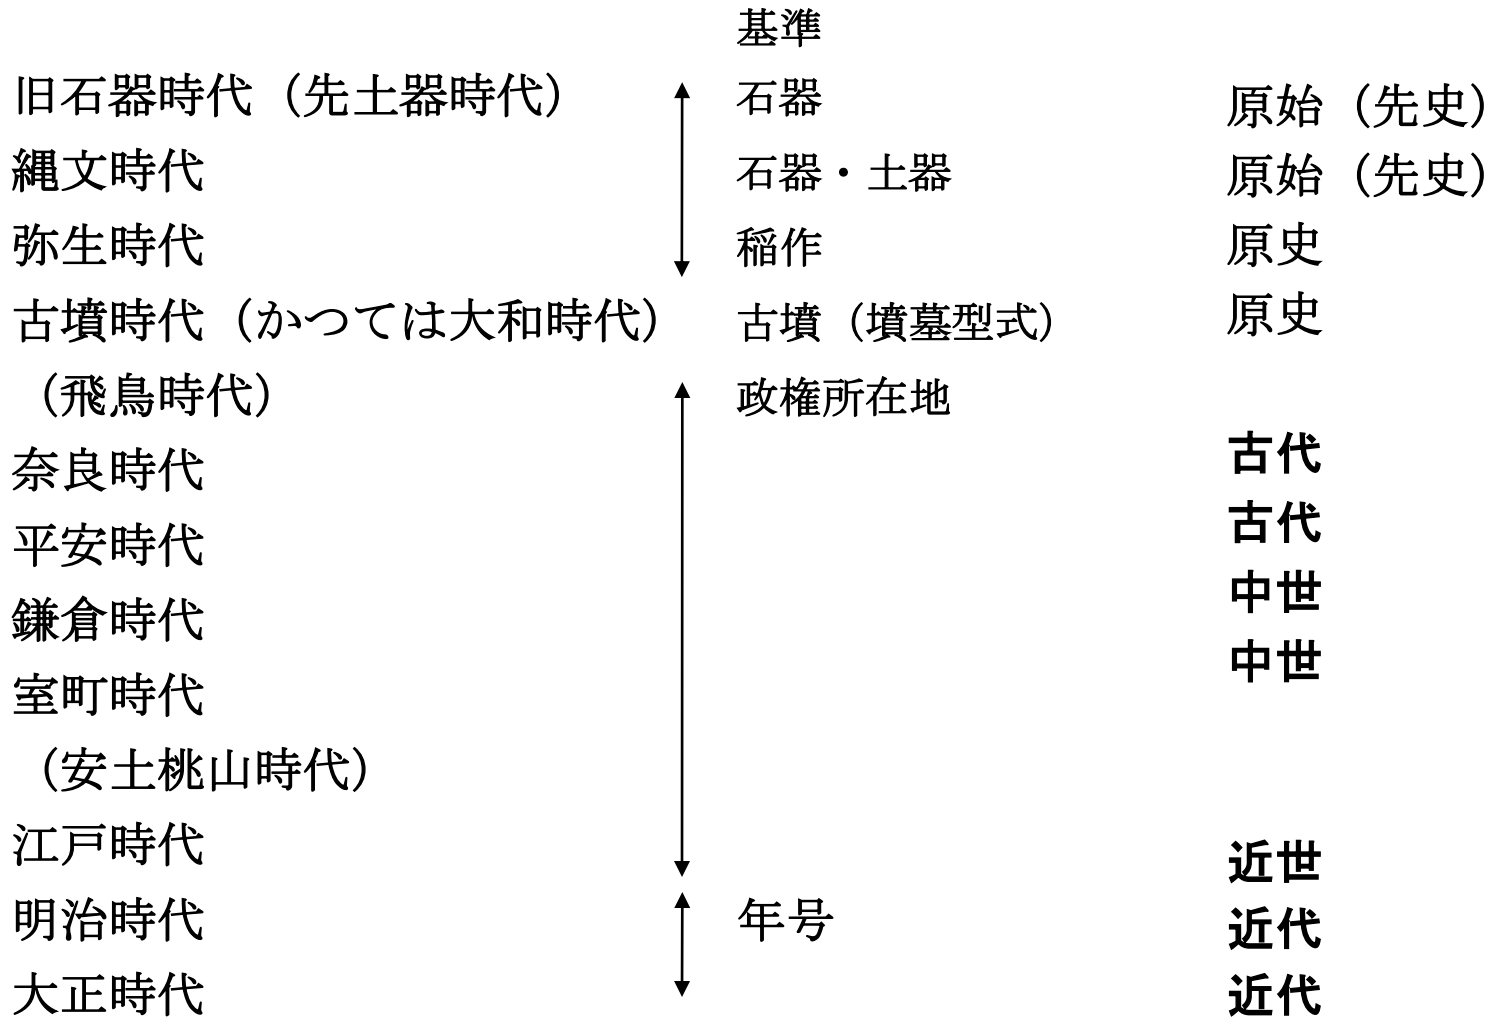 基準
旧石器時代（先土器時代） 石器 原始（先史）
縄文時代 石器・土器 原始（先史）
弥生時代 稲作 原史
古墳時代（かつては大和時代） 古墳（墳墓型式） 原史
（飛鳥時代） 政権所在地
奈良時代 古代
平安時代 古代
鎌倉時代 中世
室町時代 中世
（安土桃山時代）
江戸時代 近世
明治時代 年号 近代
大正時代 近代